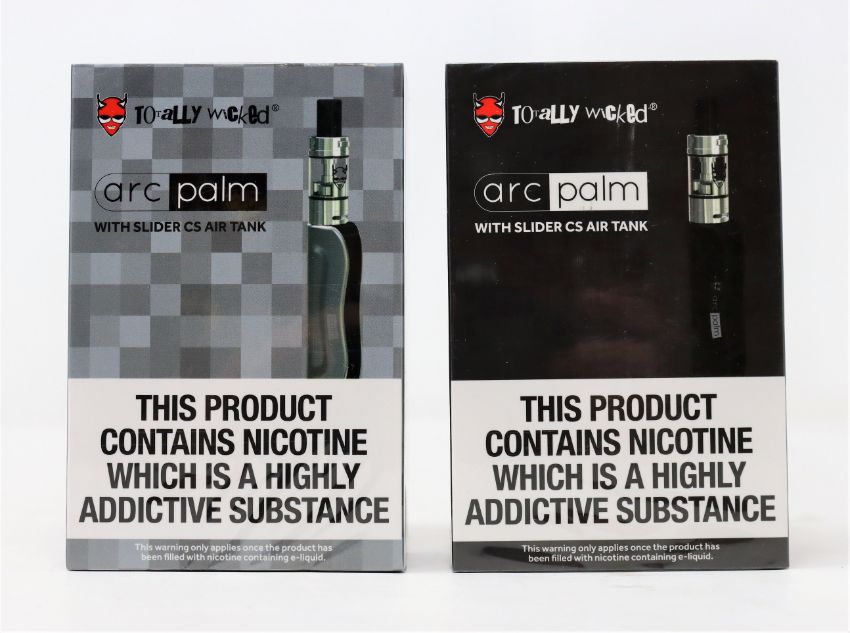 TOTALLY WICKED®
arc palm
WITH SLIDER CS AIR TANK
THIS PRODUCT
CONTAINS NICOTINE
WHICH IS A HIGHLY
ADDICTIVE SUBSTANCE
This warning only applies once the product has
been filled with nicotine containing e-liquid.
TOTALLY WICKED®
arc palm
WITH SLIDER CS AIR TANK
arc palm
THIS PRODUCT
CONTAINS NICOTINE
WHICH IS A HIGHLY
ADDICTIVE SUBSTANCE
This warning only applies once the product has
been filled with nicotine containing e-liquid.